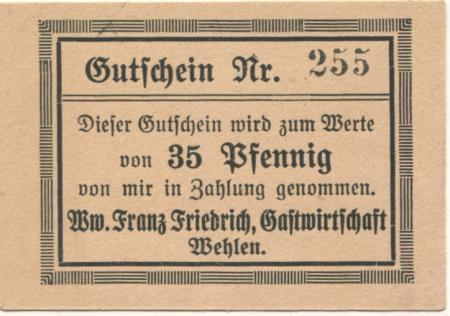 Gutschein Nr. 255
Dieser Gutschein wird zum Werte
von 35 Pfennig
von mir in Zahlung genommen.
Ww. Franz Friedrich, Gastwirtschaft
Wehlen.